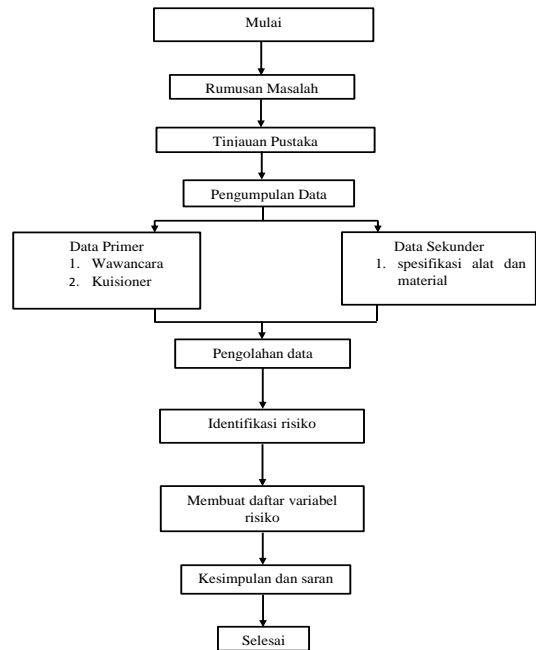 Mulai
Rumusan Masalah
Tinjauan Pustaka
Pengumpulan Data
Data Primer
1. Wawancara
2. Kuisioner
Data Sekunder
1. spesifikasi alat dan
material
Pengolahan data
Identifikasi risiko
Membuat daftar variabel
risiko
Kesimpulan dan saran
Selesai